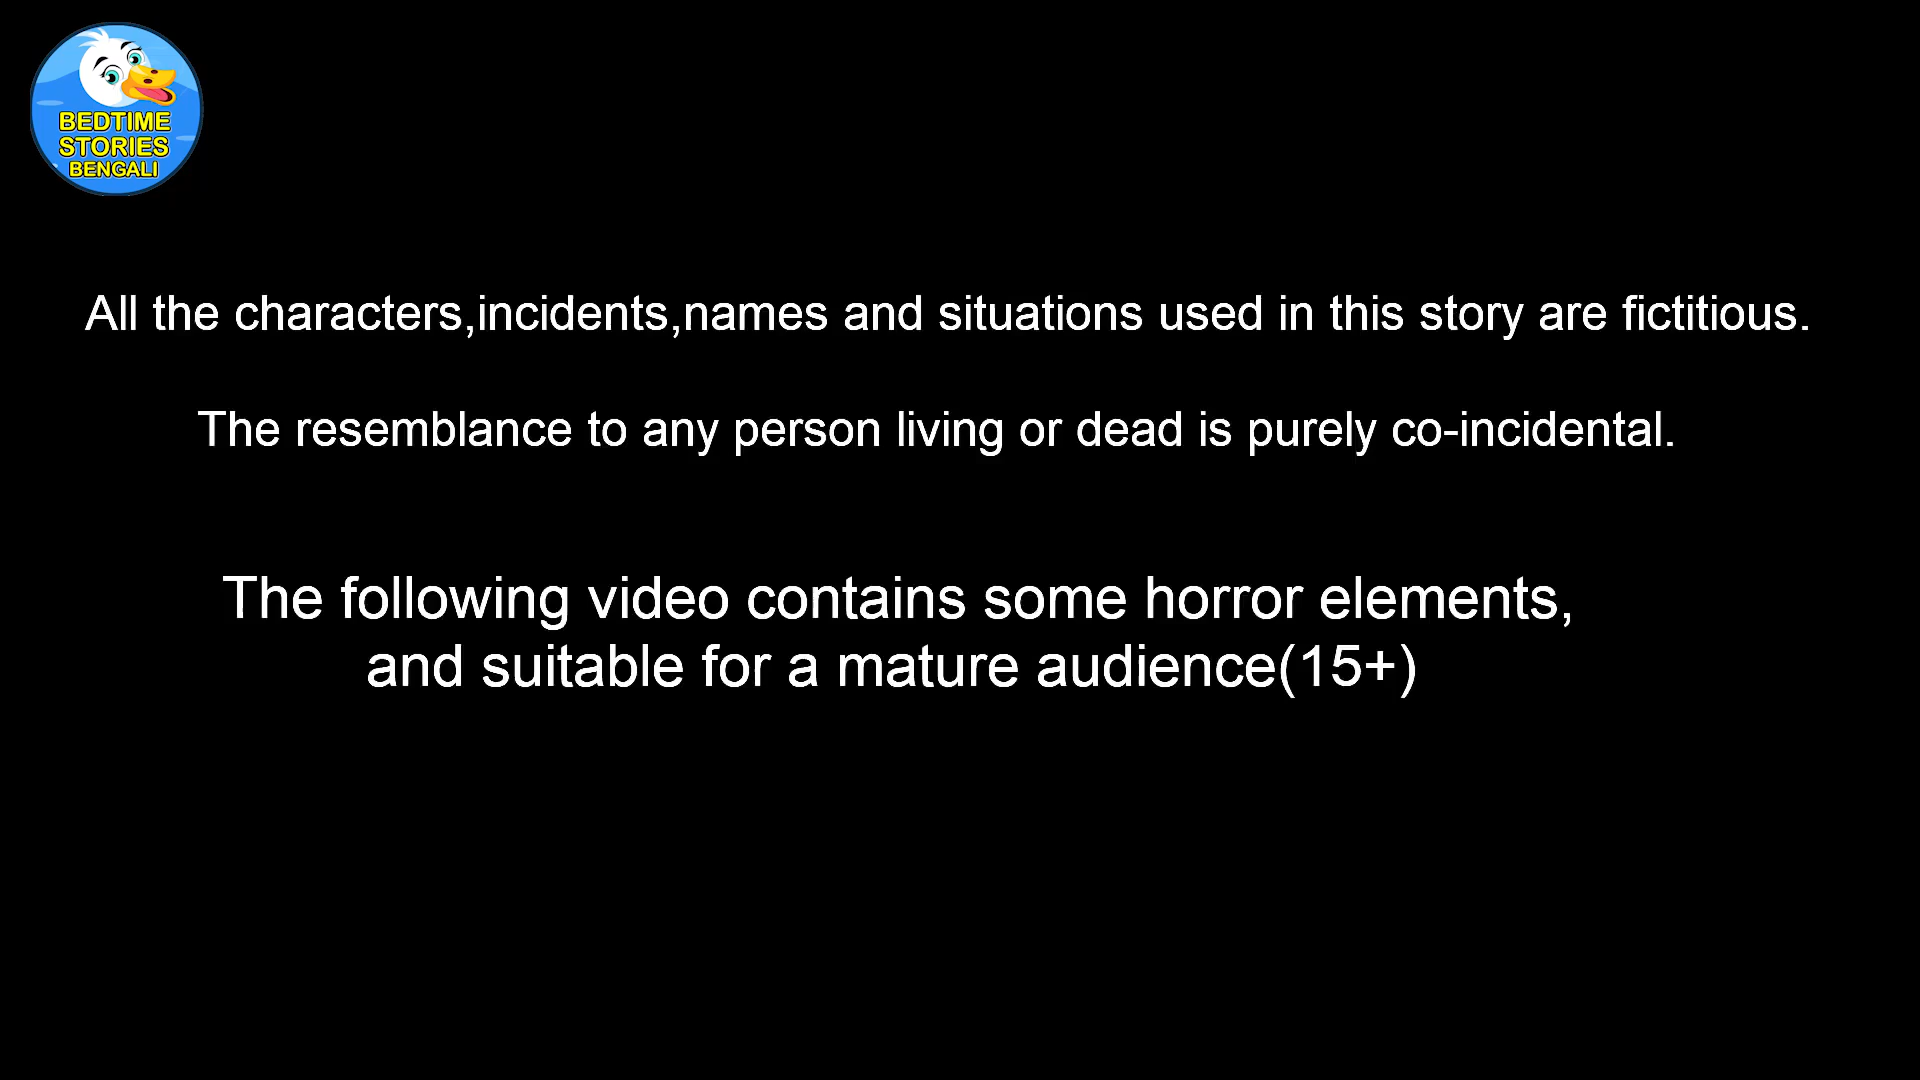 BEDTIME
STORIES
BENGALI
All the characters,incidents,names and situations used in this story are fictitious.
The resemblance to any person living or dead is purely co-incidental.
The following video contains some horror elements,
and suitable for a mature audience(15+)